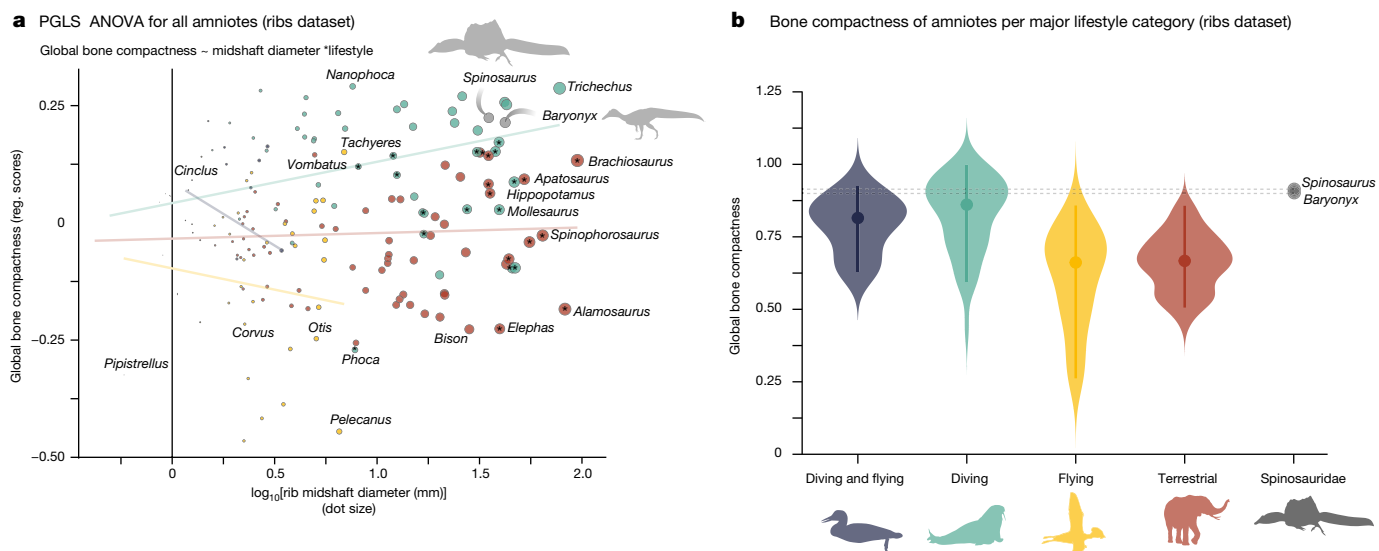 a PGLS ANOVA for all amniotes (ribs dataset)
Global bone compactness ~ midshaft diameter *lifestyle
Nanophoca
Spinosaurus
Trichechus
Baryonyx
Tachyeres
Cinclus
Vombatus
Brachiosaurus
Apatosaurus
Hippopotamus
Mollesaurus
Spinophorosaurus
Alamosaurus
Corvus
Otis
Bison
Elephas
Pipistrellus
Phoca
Pelecanus
Global bone compactness (reg. scores)
0.25
0
−0.25
−0.50
0
0.5
1.0
1.5
2.0
log10[rib midshaft diameter (mm)]
(dot size)
b Bone compactness of amniotes per major lifestyle category (ribs dataset)
Global bone compactness
1.25
1.00
0.75
0.50
0.25
0
Spinosaurus
Baryonyx
Diving and flying
Diving
Flying
Terrestrial
Spinosauridae